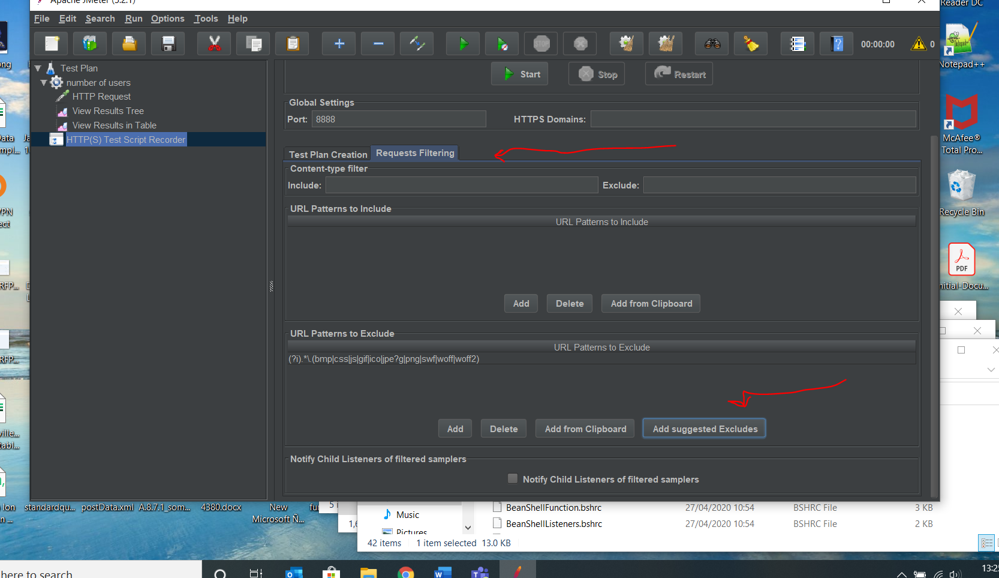 Apache JMeter (5.2.1)
File Edit Search Run Options Tools Help
STOP
00:00:00
0
Test Plan
number of users
HTTP Request
View Results Tree
View Results in Table
HTTP(S) Test Script Recorder
Start
Stop
Restart
Global Settings
Port: 8888
HTTPS Domains:
Test Plan Creation
Requests Filtering
Content-type filter
Include:
Exclude:
URL Patterns to Include
URL Patterns to Include
Add
Delete
Add from Clipboard
URL Patterns to Exclude
URL Patterns to Exclude
(?i).*\.(bmp|css|js|gif|ico|jpe?g|png|swf|woff|woff2)
Add
Delete
Add from Clipboard
Add suggested Excludes
Notify Child Listeners of filtered samplers
Notify Child Listeners of filtered samplers
Reader DC
Notepad++
McAfee®
Total Pro...
Recycle Bin
PDF
nitial-Docu...
standardqu...
postData.xml
A.8.7.1_som...
4380.docx
New
Microsoft Ñ...
Music
Pictures
BeanShellFunction.bshrc 27/04/2020 10:54 BSHRC File 3 KB
BeanShellListeners.bshrc 27/04/2020 10:54 BSHRC File 2 KB
42 items 1 item selected 13.0 KB
here to search